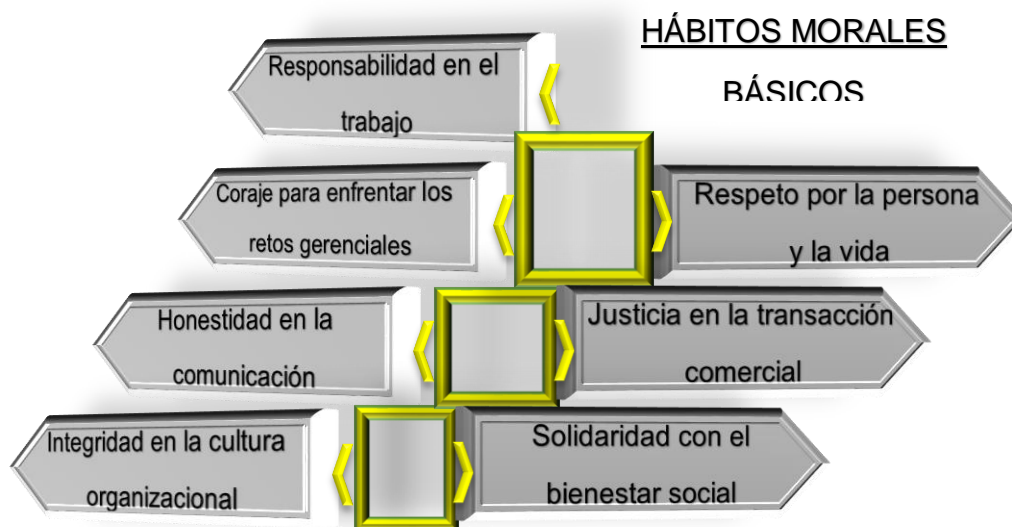 HÁBITOS MORALES
BÁSICOS
Responsabilidad en el
trabajo
Coraje para enfrentar los
retos gerenciales
Respeto por la persona
y la vida
Honestidad en la
comunicación
Justicia en la transacción
comercial
Integridad en la cultura
organizacional
Solidaridad con el
bienestar social